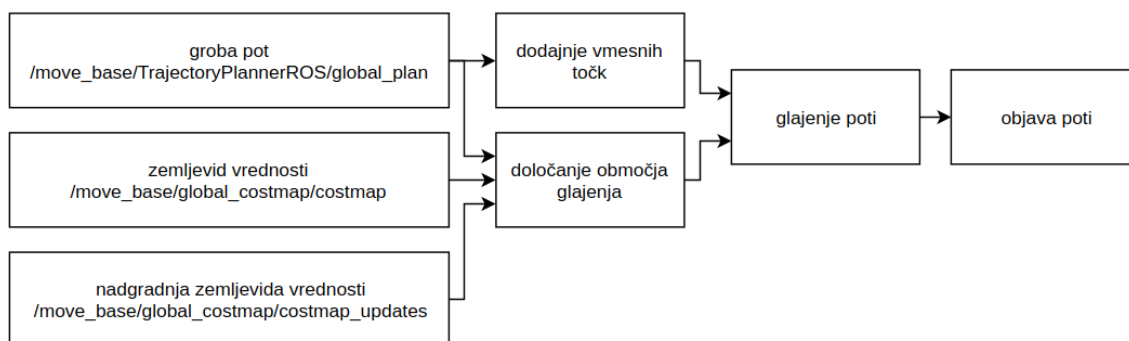 groba pot
/move_base/TrajectoryPlannerROS/global_plan
dodajnje vmesnih
točk
zemljevid vrednosti
/move_base/global_costmap/costmap
določanje območja
glajenja
nadgradnja zemljevida vrednosti
/move_base/global_costmap/costmap_updates
glajenje poti
objava poti